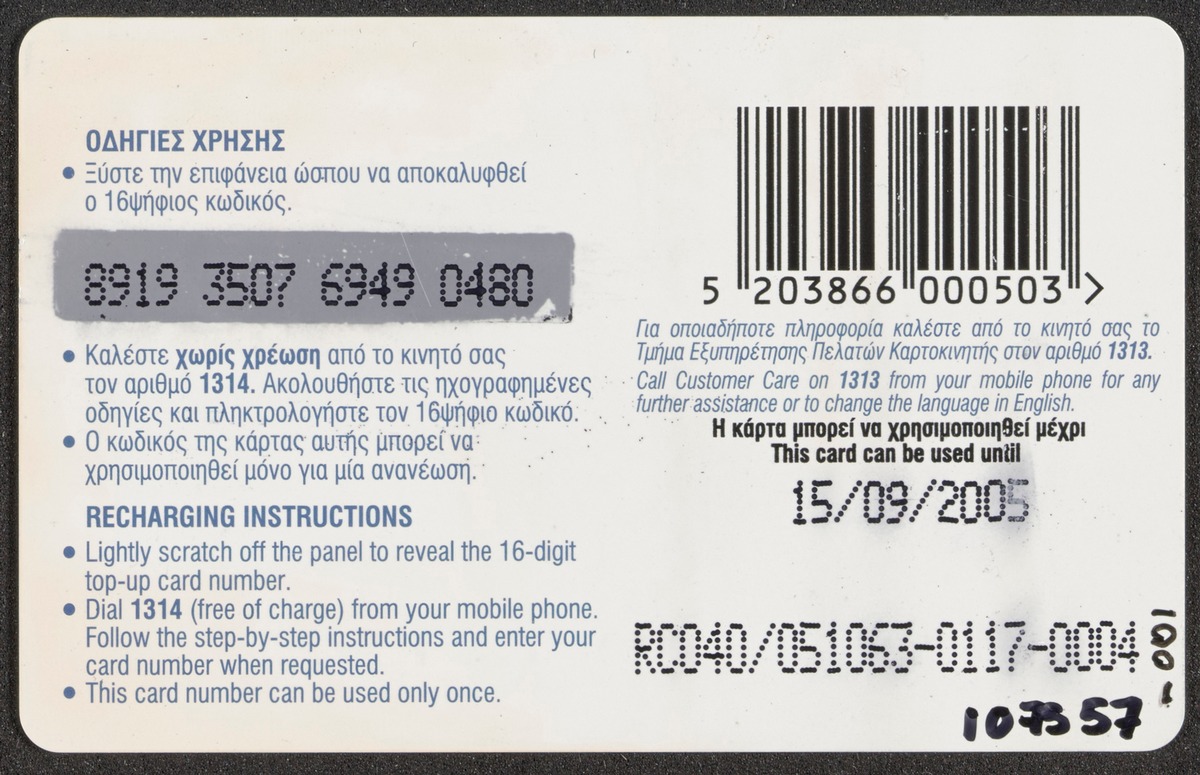 ΟΔΗΓΙΕΣ ΧΡΗΣΗΣ
• Ξύστε την επιφάνεια ώσπου να αποκαλυφθεί
ο 16ψήφιος κωδικός.
8919 3507 6949 0480
• Καλέστε χωρίς χρέωση από το κινητό σας
τον αριθμό 1314. Ακολουθήστε τις ηχογραφημένες
οδηγίες και πληκτρολογήστε τον 16ψήφιο κωδικό.
• Ο κωδικός της κάρτας αυτής μπορεί να
χρησιμοποιηθεί μόνο για μία ανανέωση.
RECHARGING INSTRUCTIONS
• Lightly scratch off the panel to reveal the 16-digit
top-up card number.
• Dial 1314 (free of charge) from your mobile phone.
Follow the step-by-step instructions and enter your
card number when requested.
• This card number can be used only once.
5 203866 000503 >
Για οποιαδήποτε πληροφορία καλέστε από το κινητό σας το
Τμήμα Εξυπηρέτησης Πελατών Καρτοκινητής στον αριθμό 1313.
Call Customer Care on 1313 from your mobile phone for any
further assistance or to change the language in English.
Η κάρτα μπορεί να χρησιμοποιηθεί μέχρι
This card can be used until
15/09/2005
RC040/051063-0117-0004
107357